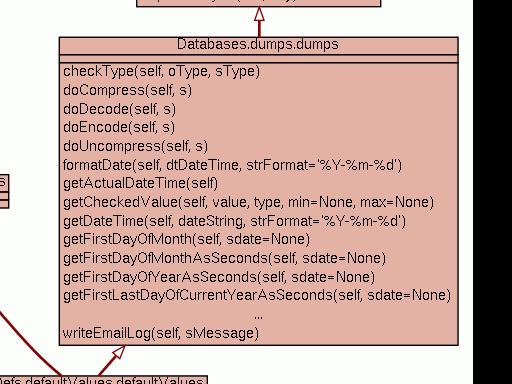 Databases.dumps.dumps
checkType(self, oType, sType)
doCompress(self, s)
doDecode(self, s)
doEncode(self, s)
doUncompress(self, s)
formatDate(self, dtDateTime, strFormat='%Y-%m-%d')
getActualDateTime(self)
getCheckedValue(self, value, type, min=None, max=None)
getDateTime(self, dateString, strFormat='%Y-%m-%d')
getFirstDayOfMonth(self, sdate=None)
getFirstDayOfMonthAsSeconds(self, sdate=None)
getFirstDayOfYearAsSeconds(self, sdate=None)
getFirstLastDayOfCurrentYearAsSeconds(self, sdate=None)
...
writeEmailLog(self, sMessage)
efs.defaultValues.defaultValues